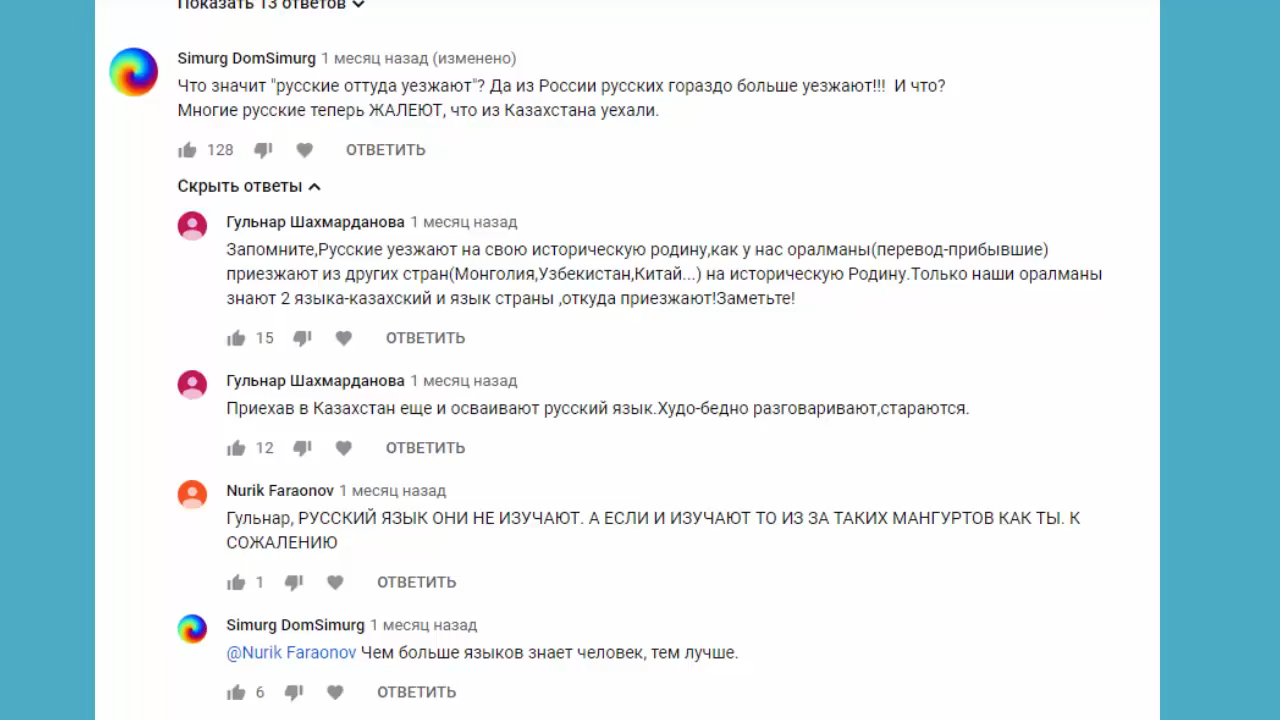 Показать 13 ответов
Simurg DomSimurg 1 месяц назад (изменено)
Что значит "русские оттуда уезжают"? Да из России русских гораздо больше уезжают!!! И что?
Многие русские теперь ЖАЛЕЮТ, что из Казахстана уехали.
128 ОТВЕТИТЬ
Скрыть ответы
Гульнар Шахмарданова 1 месяц назад
Запомните,Русские уезжают на свою историческую родину,как у нас оралманы(перевод-прибывшие)
приезжают из других стран(Монголия,Узбекистан,Китай...) на историческую Родину.Только наши оралманы
знают 2 языка-казахский и язык страны ,откуда приезжают!Заметьте!
15 ОТВЕТИТЬ
Гульнар Шахмарданова 1 месяц назад
Приехав в Казахстан еще и осваивают русский язык.Худо-бедно разговаривают,стараются.
12 ОТВЕТИТЬ
Nurik Faraonov 1 месяц назад
Гульнар, РУССКИЙ ЯЗЫК ОНИ НЕ ИЗУЧАЮТ. А ЕСЛИ И ИЗУЧАЮТ ТО ИЗ ЗА ТАКИХ МАНГУРТОВ КАК ТЫ. К
СОЖАЛЕНИЮ
1 ОТВЕТИТЬ
Simurg DomSimurg 1 месяц назад
@Nurik Faraonov Чем больше языков знает человек, тем лучше.
6 ОТВЕТИТЬ